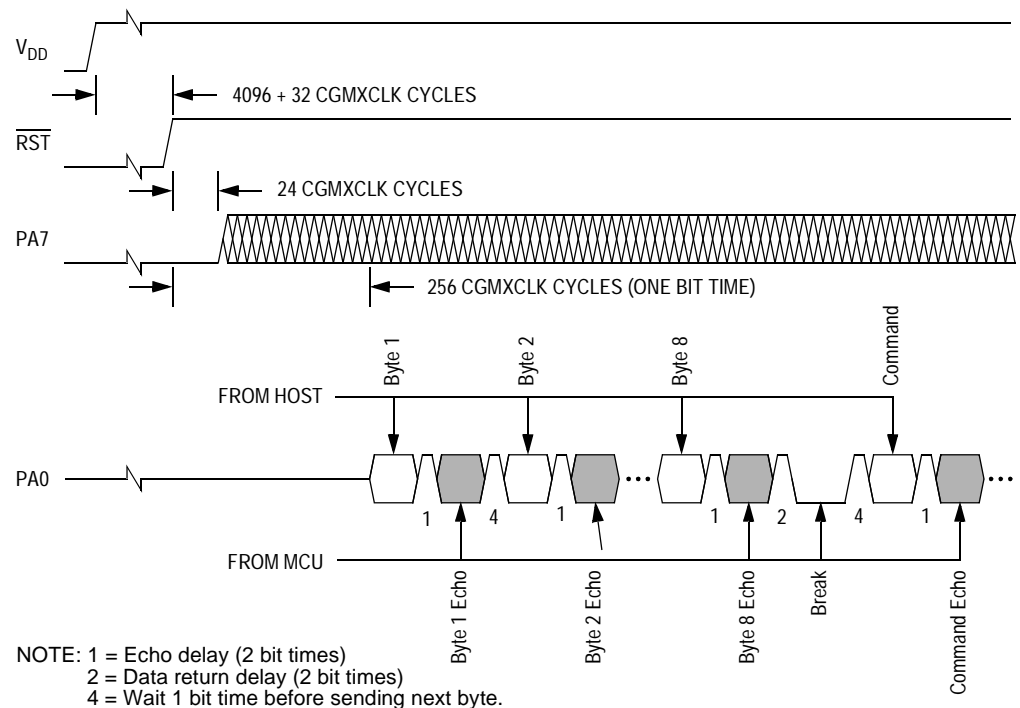 VDD
4096 + 32 CGMXCLK CYCLES
RST
24 CGMXCLK CYCLES
PA7
256 CGMXCLK CYCLES (ONE BIT TIME)
Byte 1
Byte 2
Byte 8
Command
FROM HOST
PA0
1
4
1
1
2
4
1
FROM MCU
Byte 1 Echo
Byte 2 Echo
Byte 8 Echo
Break
Command Echo
NOTE: 1 = Echo delay (2 bit times)
2 = Data return delay (2 bit times)
4 = Wait 1 bit time before sending next byte.